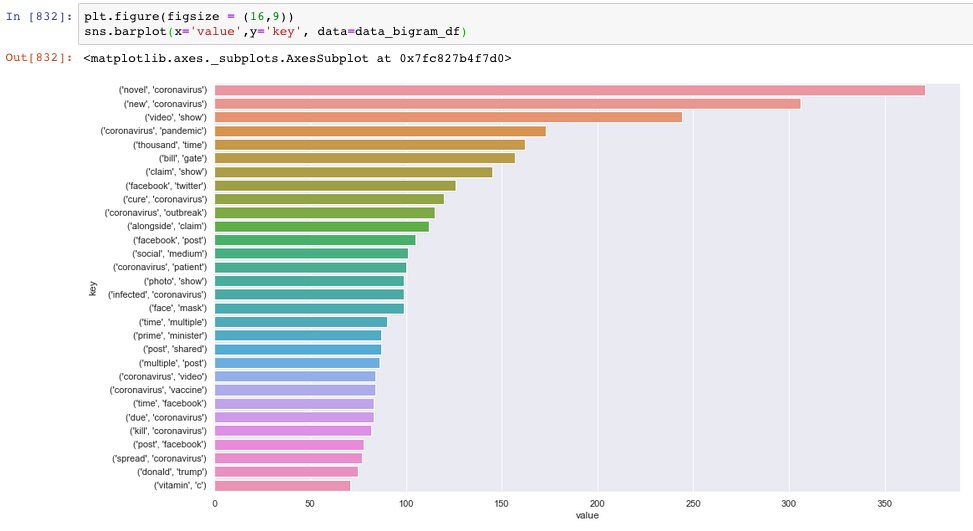 In [832]: plt.figure(figsize = (16,9))
sns.barplot(x='value',y='key', data=data_bigram_df)
Out[832]: <matplotlib.axes._subplots.AxesSubplot at 0x7fc827b4f7d0>
('novel', 'coronavirus')
('new', 'coronavirus')
('video', 'show')
('coronavirus', 'pandemic')
('thousand', 'time')
('bill', 'gate')
('claim', 'show')
('facebook', 'twitter')
('cure', 'coronavirus')
('coronavirus', 'outbreak')
('alongside', 'claim')
('facebook', 'post')
('social', 'medium')
('coronavirus', 'patient')
('photo', 'show')
('infected', 'coronavirus')
('face', 'mask')
('time', 'multiple')
('prime', 'minister')
('post', 'shared')
('multiple', 'post')
('coronavirus', 'video')
('coronavirus', 'vaccine')
('time', 'facebook')
('due', 'coronavirus')
('kill', 'coronavirus')
('post', 'facebook')
('spread', 'coronavirus')
('donald', 'trump')
('vitamin', 'c')
key
0 50 100 150 200 250 300 350
value